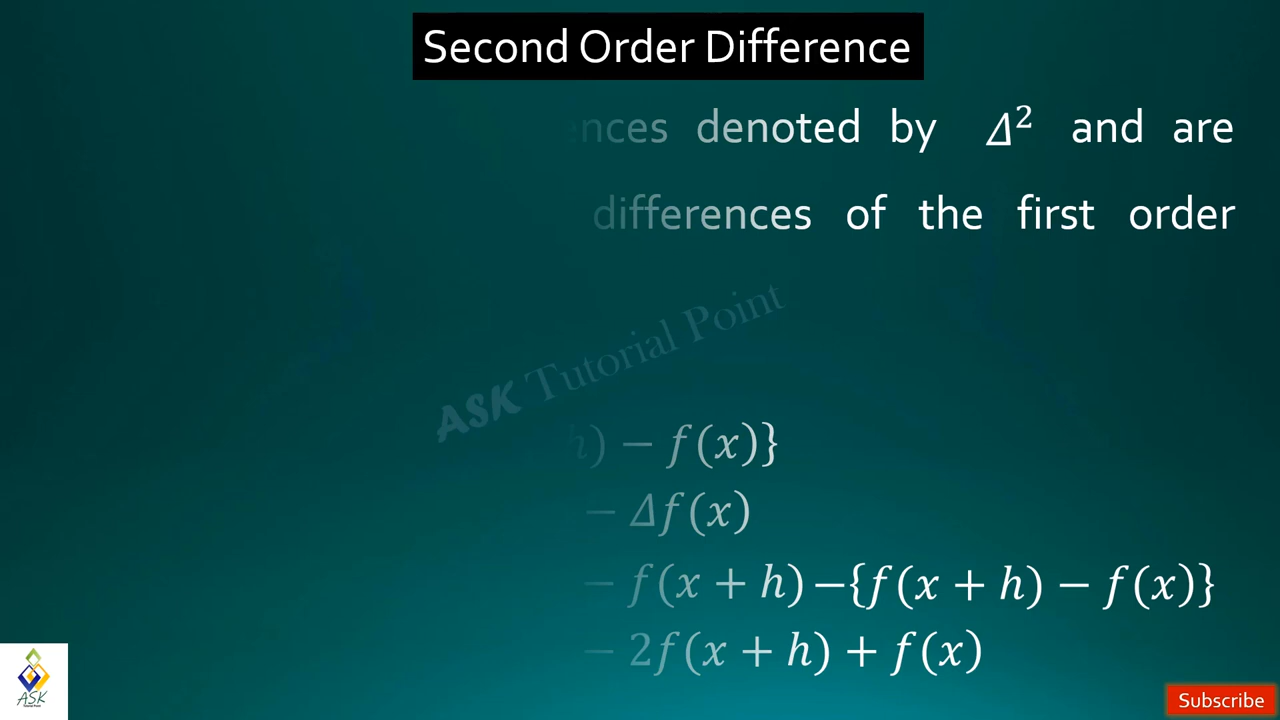 Second Order Difference
denoted by Δ² and are
differences of the first order
ASK Tutorial Point
) − f(x)}
− Δf(x)
− f(x + h)−{f(x + h) − f(x)}
− 2f(x + h) + f(x)
ASK
Subscribe